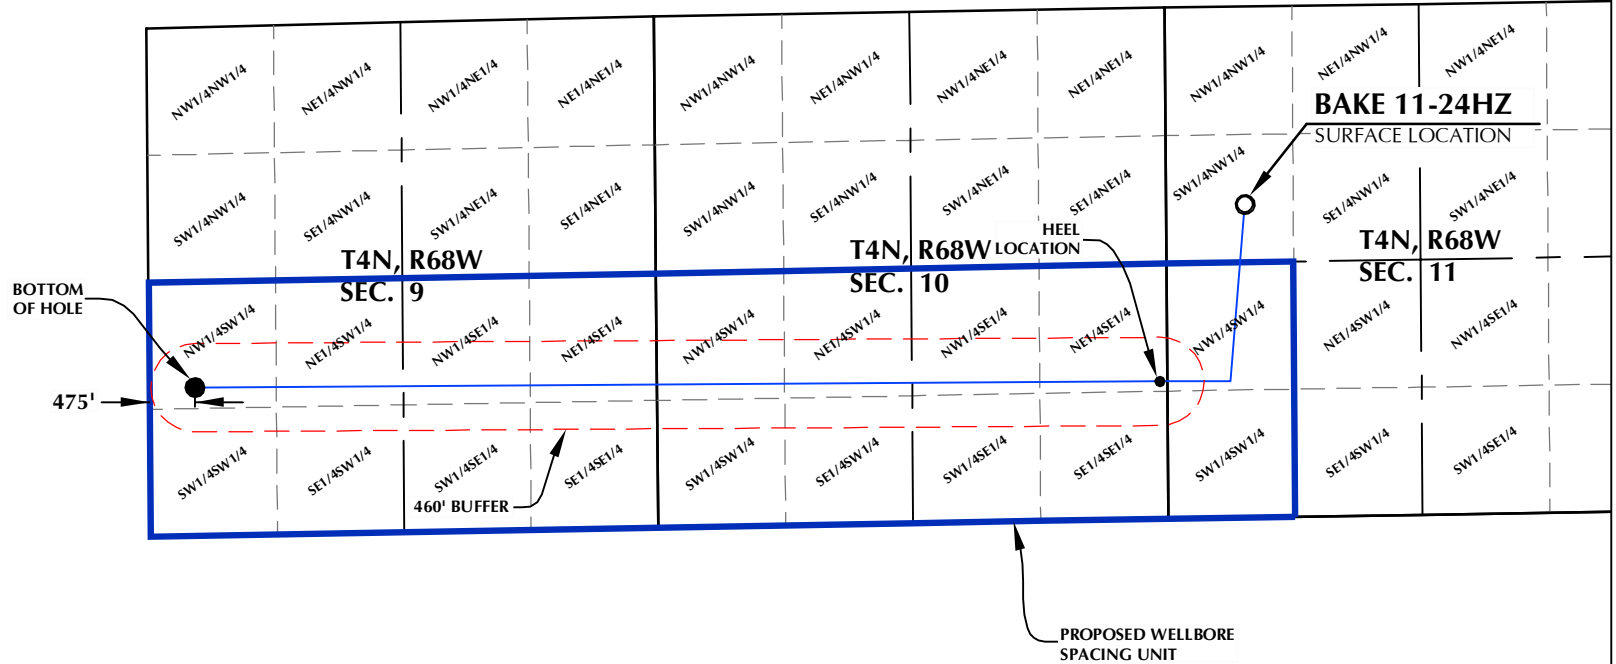 NW1/4NW1/4
NE1/4NW1/4
NW1/4NE1/4
NE1/4NE1/4
NW1/4NW1/4
NE1/4NW1/4
NW1/4NE1/4
NE1/4NE1/4
NW1/4NW1/4
NE1/4NW1/4
NW1/4NE1/4
BAKE 11-24HZ
SURFACE LOCATION
SW1/4NW1/4
SE1/4NW1/4
SW1/4NE1/4
SE1/4NE1/4
SW1/4NW1/4
SE1/4NW1/4
SW1/4NE1/4
SE1/4NE1/4
SW1/4NW1/4
SE1/4NW1/4
SW1/4NE1/4
HEEL
LOCATION
T4N, R68W
SEC. 9
T4N, R68W
SEC. 10
T4N, R68W
SEC. 11
BOTTOM
OF HOLE
NW1/4SW1/4
NE1/4SW1/4
NW1/4SE1/4
NE1/4SE1/4
NW1/4SW1/4
NE1/4SW1/4
NW1/4SE1/4
NE1/4SE1/4
NW1/4SW1/4
NE1/4SW1/4
NW1/4SE1/4
475'
SW1/4SW1/4
SE1/4SW1/4
SW1/4SE1/4
SE1/4SE1/4
SW1/4SW1/4
SE1/4SW1/4
SW1/4SE1/4
SE1/4SE1/4
SW1/4SW1/4
SE1/4SW1/4
SW1/4SE1/4
460' BUFFER
PROPOSED WELLBORE
SPACING UNIT